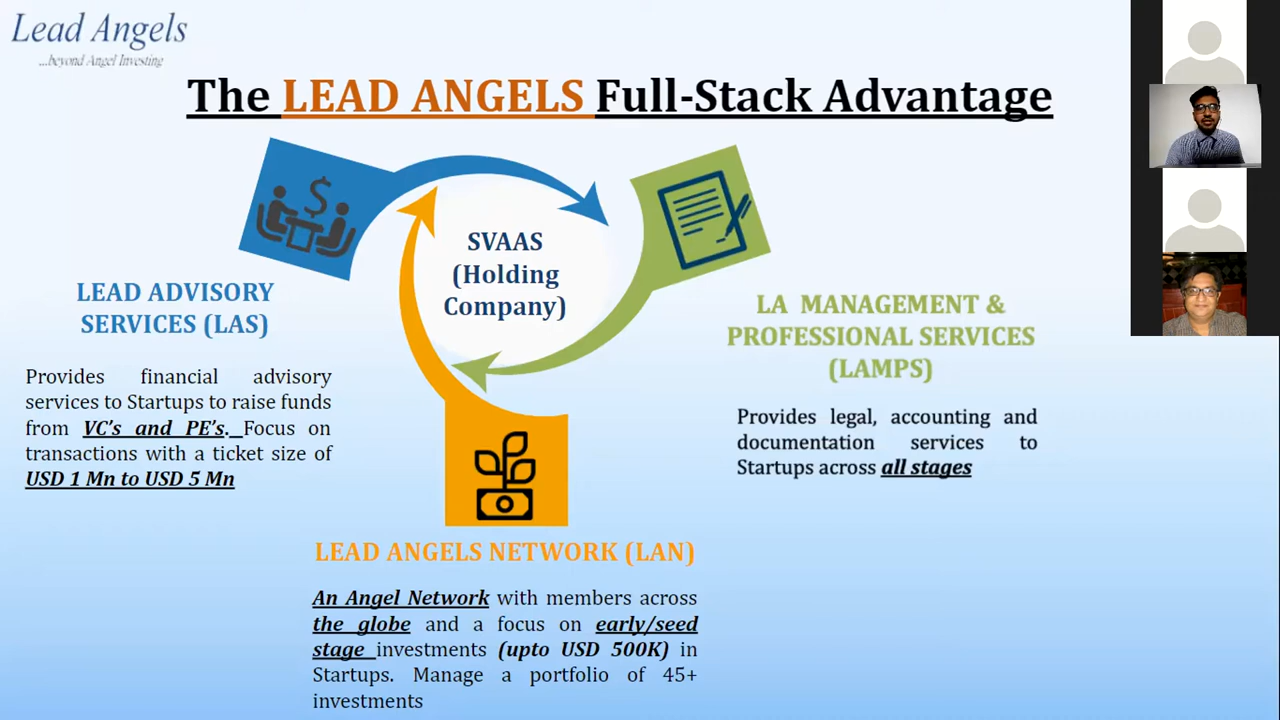 Lead Angels
...beyond Angel Investing
The LEAD ANGELS Full-Stack Advantage
SVAAS
(Holding
Company)
LEAD ADVISORY
SERVICES (LAS)
Provides financial advisory
services to Startups to raise funds
from VC's and PE's. Focus on
transactions with a ticket size of
USD 1 Mn to USD 5 Mn
LA MANAGEMENT &
PROFESSIONAL SERVICES
(LAMPS)
Provides legal, accounting and
documentation services to
Startups across all stages
LEAD ANGELS NETWORK (LAN)
An Angel Network with members across
the globe and a focus on early/seed
stage investments (upto USD 500K) in
Startups. Manage a portfolio of 45+
investments